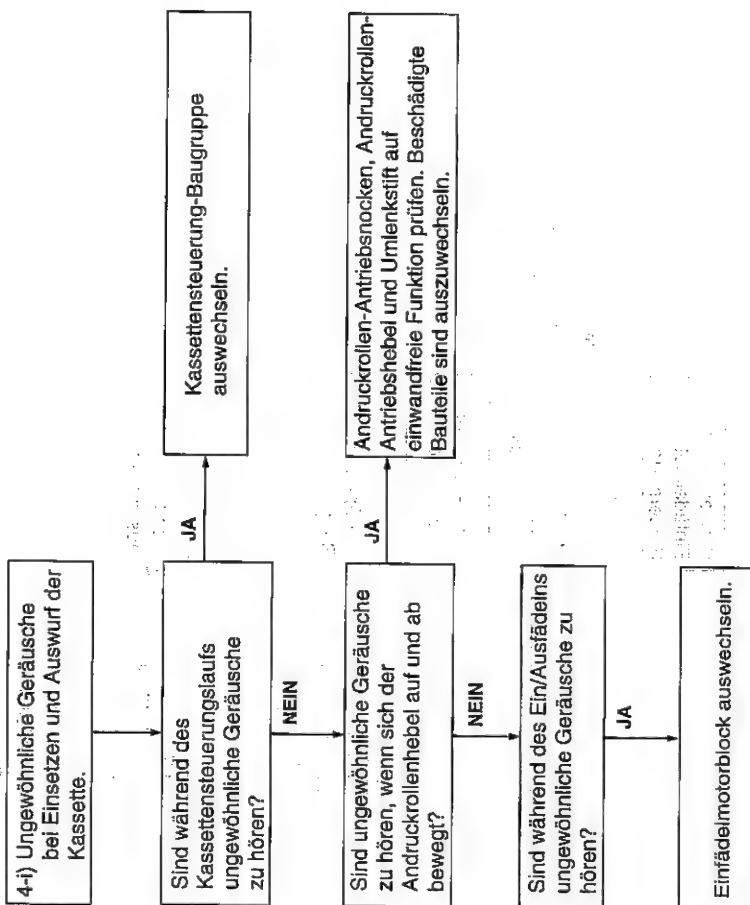 4-i) Ungewöhnliche Geräusche
bei Einsetzen und Auswurf der
Kassette.
Sind während des
Kassettensteuerungslaufs
ungewöhnliche Geräusche
zu hören?
JA
Kassettensteuerung-Baugruppe
auswechseln.
NEIN
Sind ungewöhnliche Geräusche
zu hören, wenn sich der
Andruckrollenhebel auf und ab
bewegt?
JA
Andruckrollen-Antriebsnocken, Andruckrollen-
Antriebshebel und Umlenkstift auf
einwandfreie Funktion prüfen. Beschädigte
Bauteile sind auszuwechseln.
NEIN
Sind während des Ein/Ausfädelns
ungewöhnliche Geräusche zu
hören?
JA
Einfädelmotorblock auswechseln.